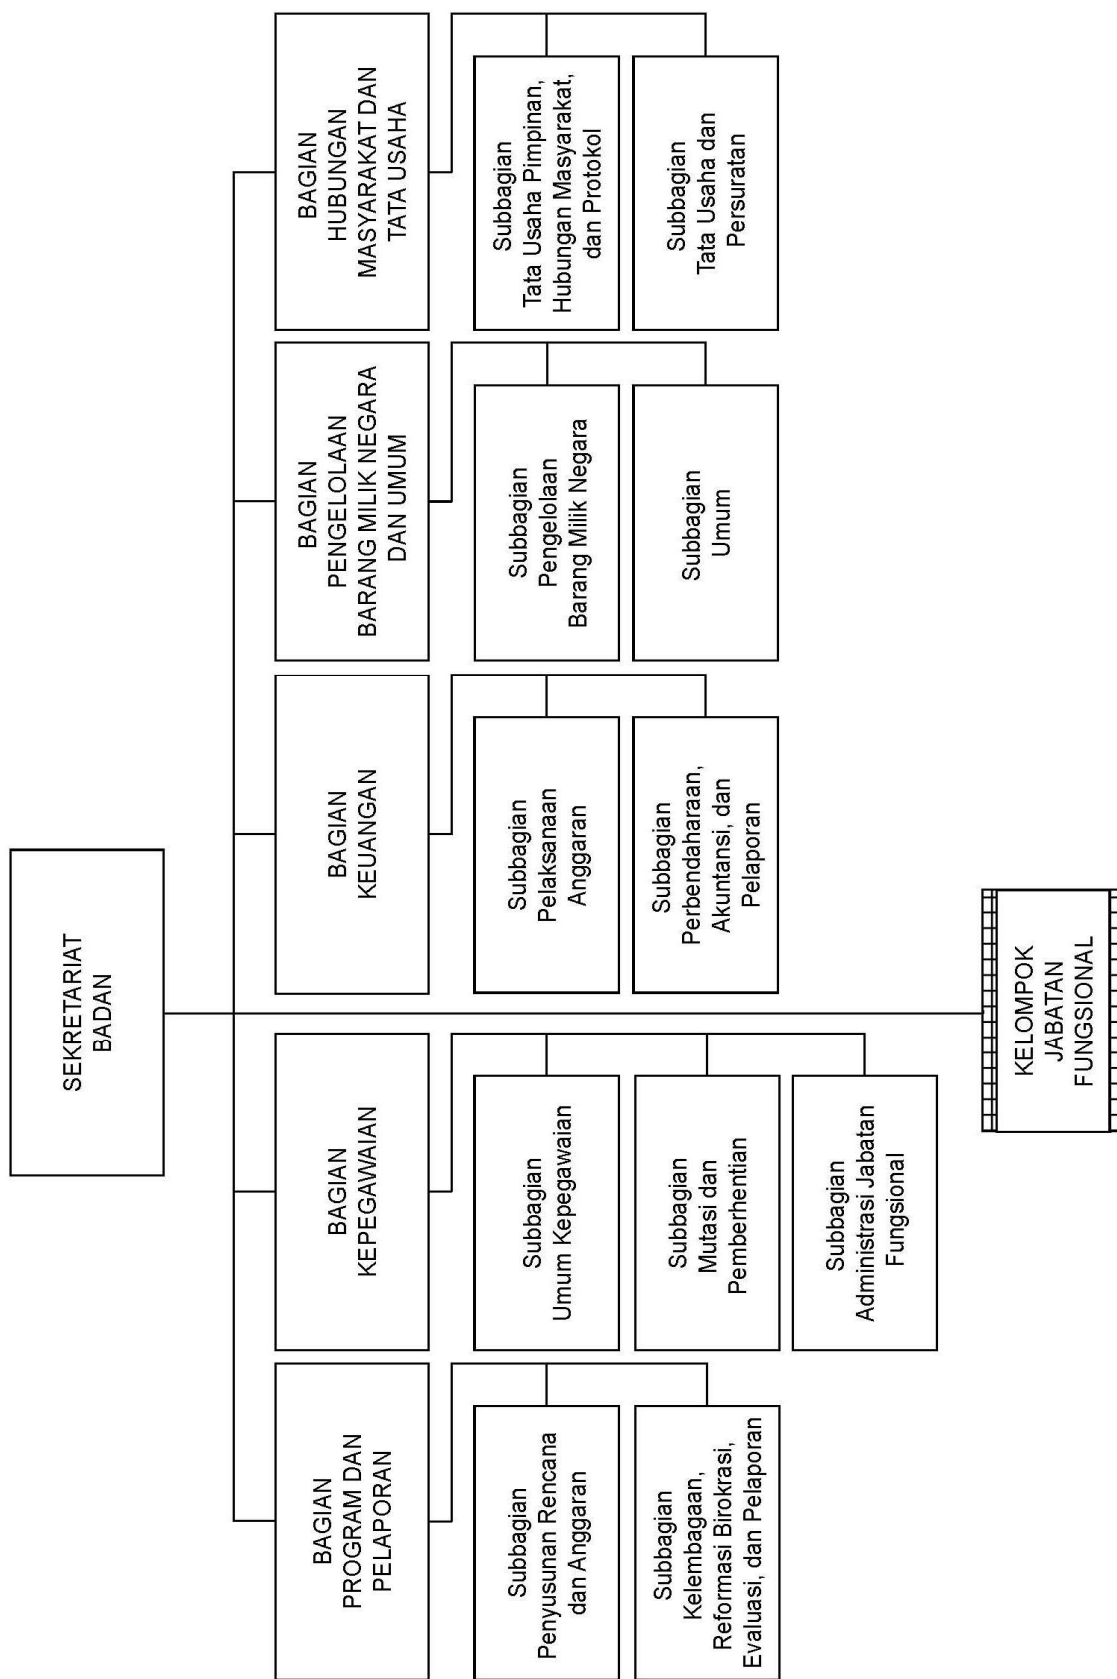 SEKRETARIAT
BADAN
BAGIAN
PROGRAM DAN
PELAPORAN
BAGIAN
KEPEGAWAIAN
BAGIAN
KEUANGAN
BAGIAN
PENGELOLAAN
BARANG MILIK NEGARA
DAN UMUM
BAGIAN
HUBUNGAN
MASYARAKAT DAN
TATA USAHA
Subbagian
Penyusunan Rencana
dan Anggaran
Subbagian
Umum Kepegawaian
Subbagian
Pelaksanaan
Anggaran
Subbagian
Pengelolaan
Barang Milik Negara
Subbagian
Tata Usaha Pimpinan,
Hubungan Masyarakat,
dan Protokol
Subbagian
Kelembagaan,
Reformasi Birokrasi,
Evaluasi, dan Pelaporan
Subbagian
Mutasi dan
Pemberhentian
Subbagian
Perbendaharaan,
Akuntansi, dan
Pelaporan
Subbagian
Umum
Subbagian
Tata Usaha dan
Persuratan
Subbagian
Administrasi Jabatan
Fungsional
KELOMPOK
JABATAN
FUNGSIONAL